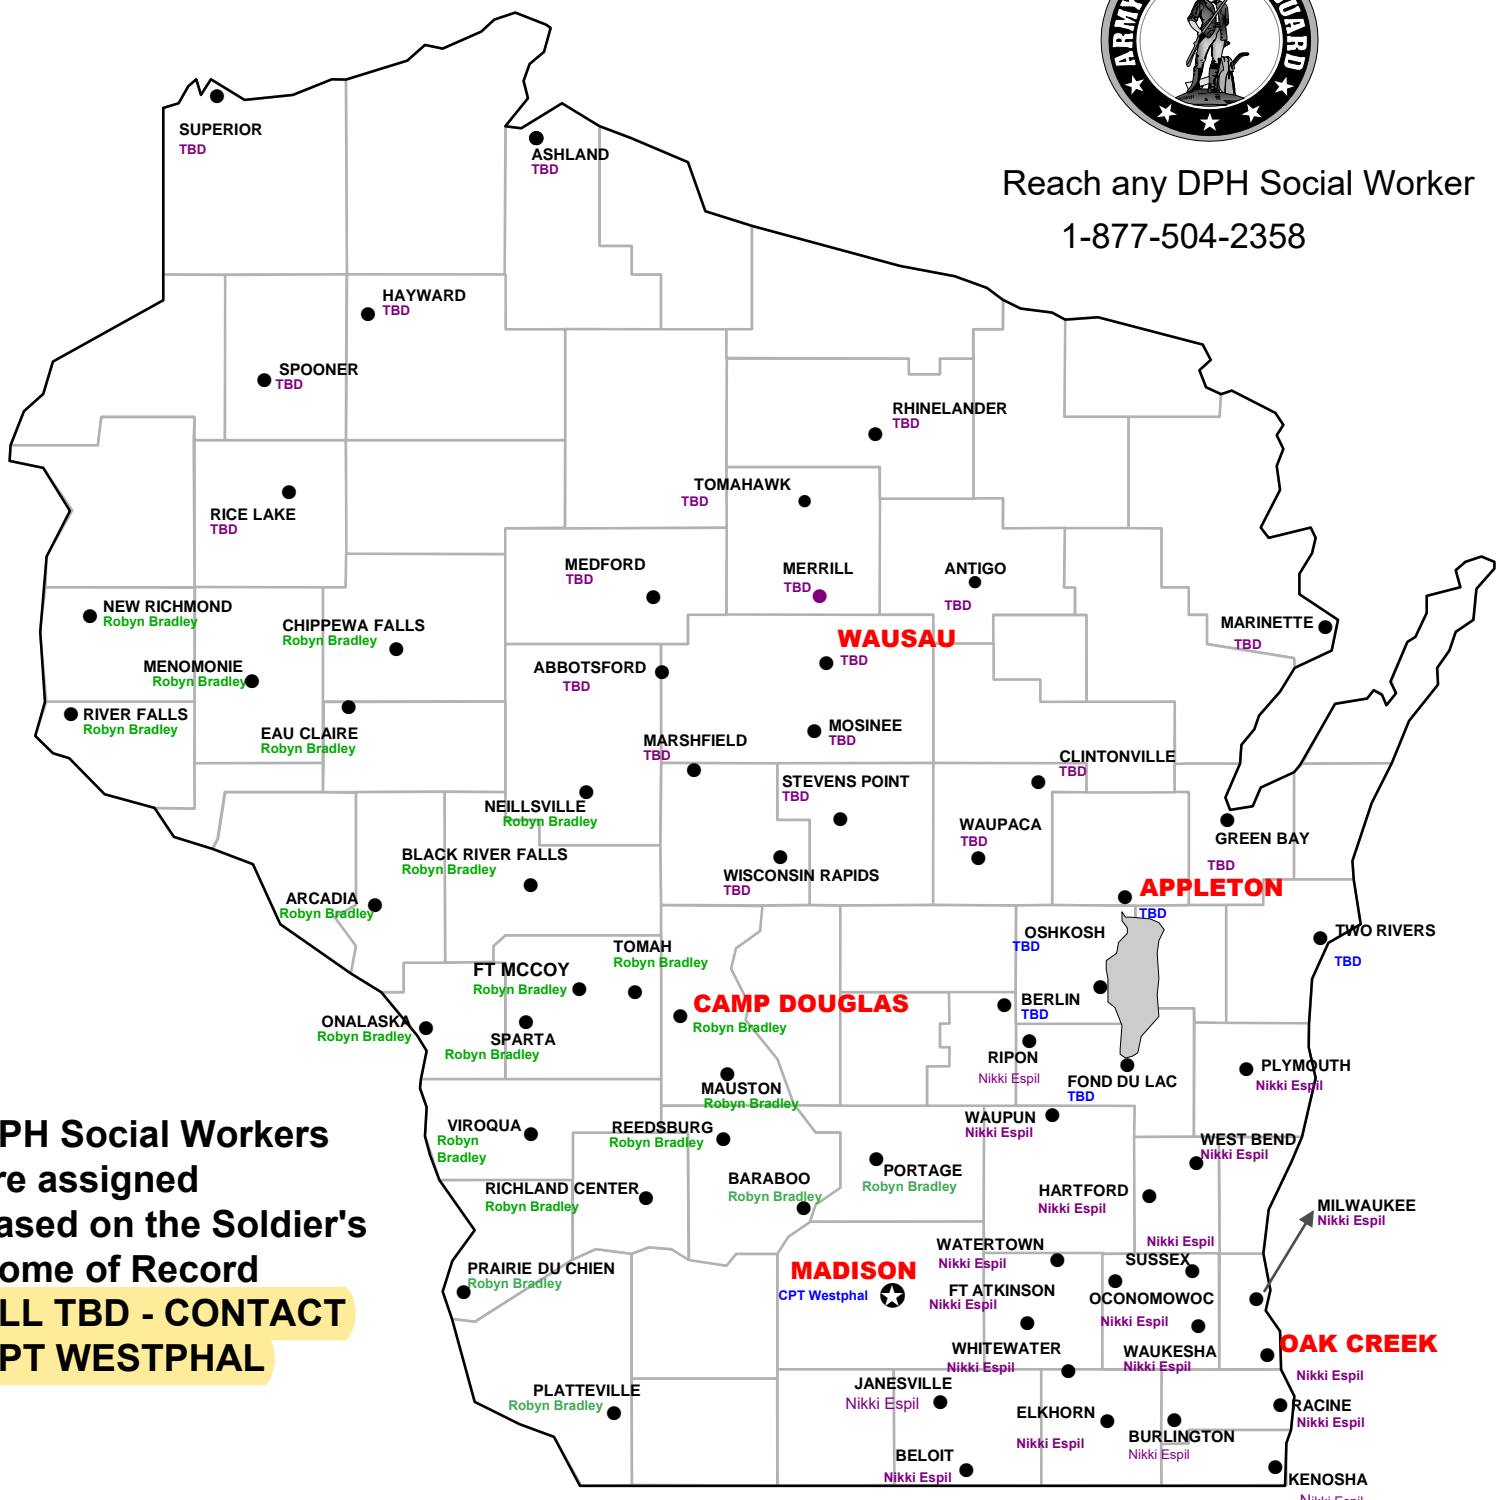 ARMY
GUARD
Reach any DPH Social Worker
1-877-504-2358
SUPERIOR
TBD
ASHLAND
TBD
HAYWARD
TBD
SPOONER
TBD
RHINELANDER
TBD
TOMAHAWK
TBD
RICE LAKE
TBD
MEDFORD
TBD
MERRILL
TBD
ANTIGO
TBD
NEW RICHMOND
Robyn Bradley
CHIPPEWA FALLS
Robyn Bradley
MARINETTE
TBD
WAUSAU
TBD
MENOMONIE
Robyn Bradley
ABBOTSFORD
TBD
RIVER FALLS
Robyn Bradley
EAU CLAIRE
Robyn Bradley
MOSINEE
TBD
MARSHFIELD
TBD
CLINTONVILLE
TBD
STEVENS POINT
TBD
NEILLSVILLE
Robyn Bradley
WAUPACA
TBD
GREEN BAY
TBD
BLACK RIVER FALLS
Robyn Bradley
WISCONSIN RAPIDS
TBD
APPLETON
TBD
ARCADIA
Robyn Bradley
OSHKOSH
TBD
TWO RIVERS
TBD
TOMAH
Robyn Bradley
FT MCCOY
Robyn Bradley
CAMP DOUGLAS
Robyn Bradley
BERLIN
TBD
ONALASKA
Robyn Bradley
SPARTA
Robyn Bradley
RIPON
Nikki Espil
FOND DU LAC
TBD
PLYMOUTH
Nikki Espil
MAUSTON
Robyn Bradley
WAUPUN
Nikki Espil
PH Social Workers
re assigned
ased on the Soldier's
ome of Record
LL TBD - CONTACT
PT WESTPHAL
VIROQUA
Robyn
Bradley
REEDSBURG
Robyn Bradley
WEST BEND
Nikki Espil
PORTAGE
Robyn Bradley
BARABOO
Robyn Bradley
RICHLAND CENTER
Robyn Bradley
HARTFORD
Nikki Espil
MILWAUKEE
Nikki Espil
WATERTOWN
Nikki Espil
Nikki Espil
SUSSEX
PRAIRIE DU CHIEN
Robyn Bradley
MADISON
CPT Westphal
FT ATKINSON
Nikki Espil
OCONOMOWOC
Nikki Espil
WHITEWATER
Nikki Espil
WAUKESHA
Nikki Espil
OAK CREEK
Nikki Espil
PLATTEVILLE
Robyn Bradley
JANESVILLE
Nikki Espil
ELKHORN
Nikki Espil
RACINE
Nikki Espil
BURLINGTON
Nikki Espil
BELOIT
Nikki Espil
KENOSHA
Nikki Espil